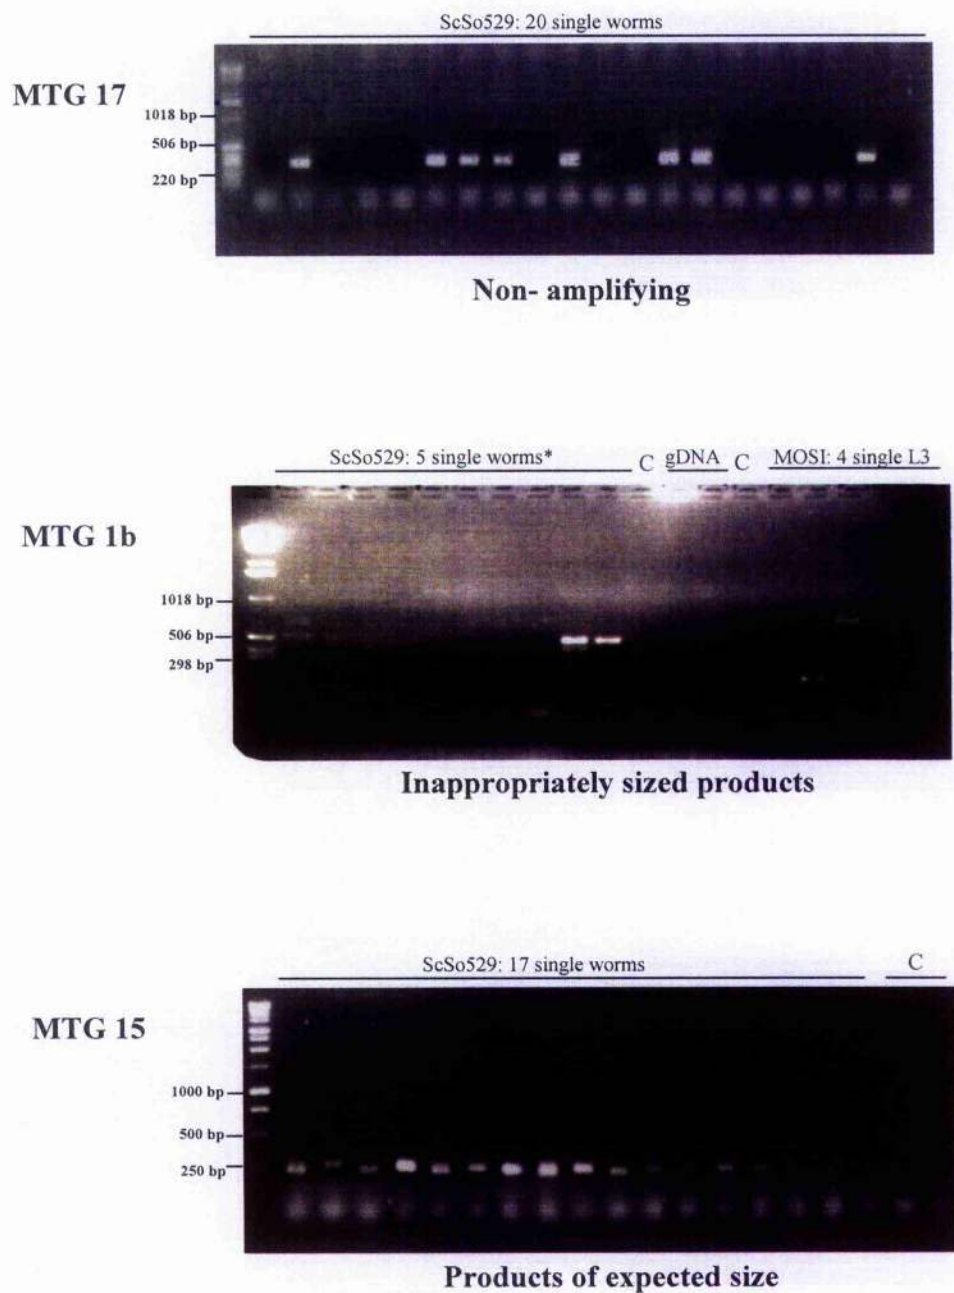 ScSo529: 20 single worms
MTG 17
1018 bp
506 bp
220 bp
Non- amplifying
ScSo529: 5 single worms* C gDNA C MOSI: 4 single L3
MTG 1b
1018 bp
506 bp
298 bp
Inappropriately sized products
ScSo529: 17 single worms C
MTG 15
1000 bp
500 bp
250 bp
Products of expected size